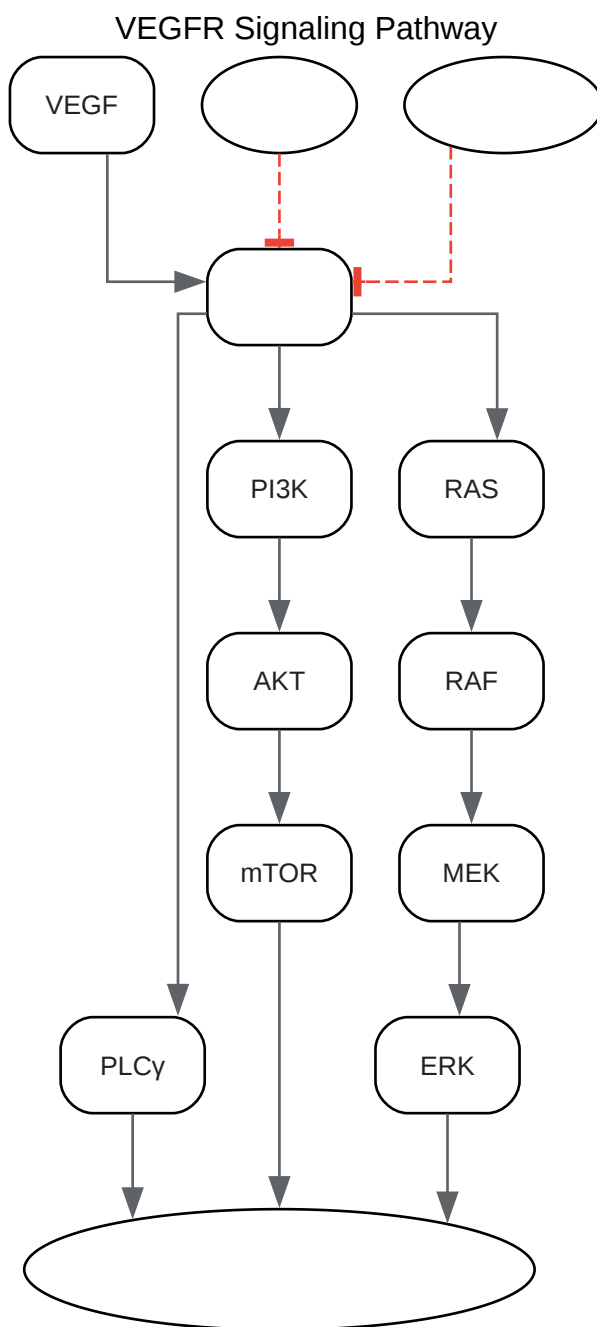 VEGFR Signaling Pathway
VEGF
PI3K
RAS
AKT
RAF
mTOR
MEK
PLCγ
ERK